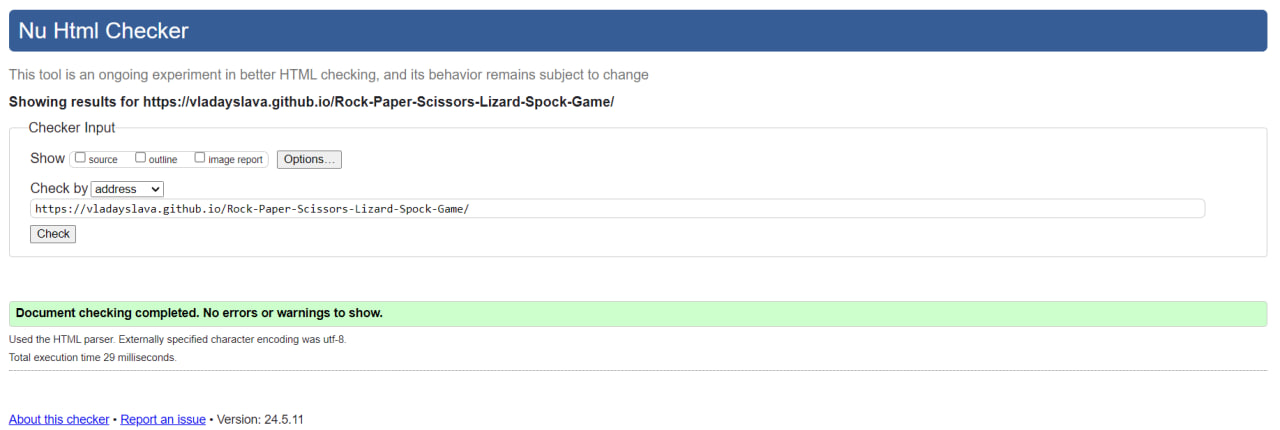 Nu Html Checker
This tool is an ongoing experiment in better HTML checking, and its behavior remains subject to change
Showing results for https://vladayslava.github.io/Rock-Paper-Scissors-Lizard-Spock-Game/
Checker Input
Show source outline image report Options...
Check by address
https://vladayslava.github.io/Rock-Paper-Scissors-Lizard-Spock-Game/
Check
Document checking completed. No errors or warnings to show.
Used the HTML parser. Externally specified character encoding was utf-8.
Total execution time 29 milliseconds.
About this checker • Report an issue • Version: 24.5.11